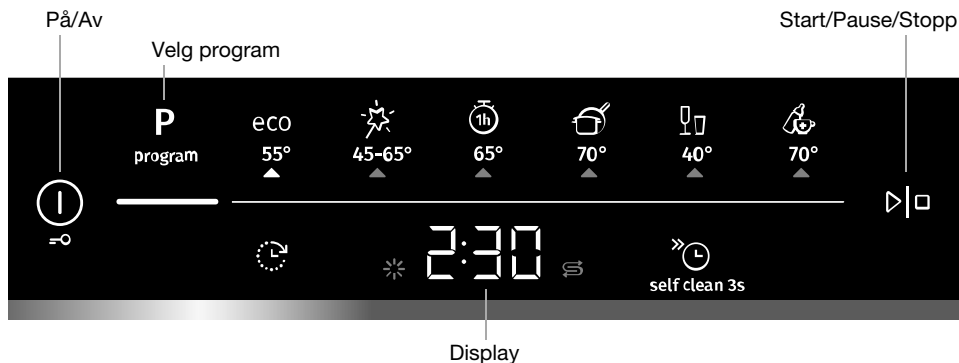 På/Av
Start/Pause/Stopp
Velg program
P
program
eco
55°
45-65°
1h
65°
70°
40°
70°
2:30
self clean 3s
Display